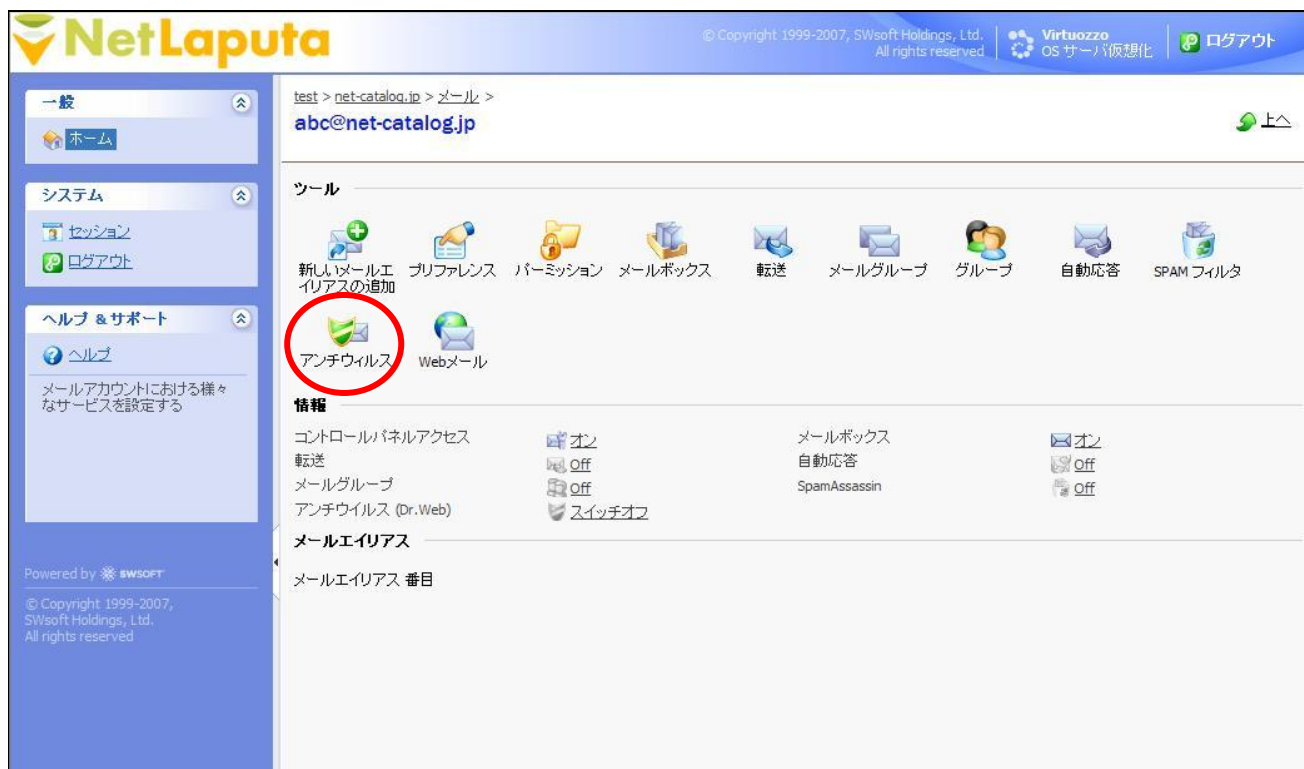 NetLaputa
© Copyright 1999-2007, SWsoft Holdings, Ltd.
All rights reserved
Virtuozzo
OS サーバ仮想化
ログアウト
一般
ホーム
システム
セッション
ログアウト
ヘルプ &サポート
ヘルプ
メールアカウントにおける様々
なサービスを設定する
Powered by SWSOFT
© Copyright 1999-2007,
SWsoft Holdings, Ltd.
All rights reserved
test > net-catalog.jp > メール >
abc@net-catalog.jp
上へ
ツール
新しいメールエ
イリアスの追加
プリファレンス
パーミッション
メールボックス
転送
メールグループ
グループ
自動応答
SPAM フィルタ
アンチウィルス
Webメール
情報
コントロールパネルアクセス オン メールボックス オン
転送 Off 自動応答 Off
メールグループ Off SpamAssassin Off
アンチウイルス (Dr.Web) スイッチオフ
メールエイリアス
メールエイリアス 番目